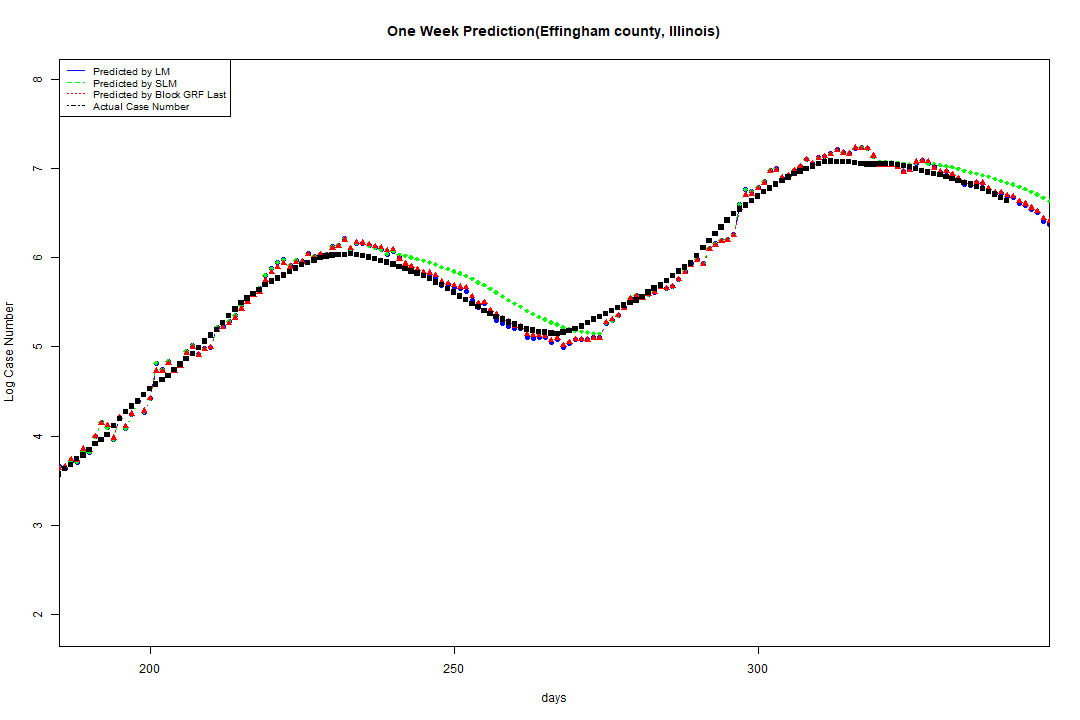 One Week Prediction(Effingham county, Illinois)
Predicted by LM
Predicted by SLM
Predicted by Block GRF Last
Actual Case Number
8
7
6
5
4
3
2
Log Case Number
200 250 300
days